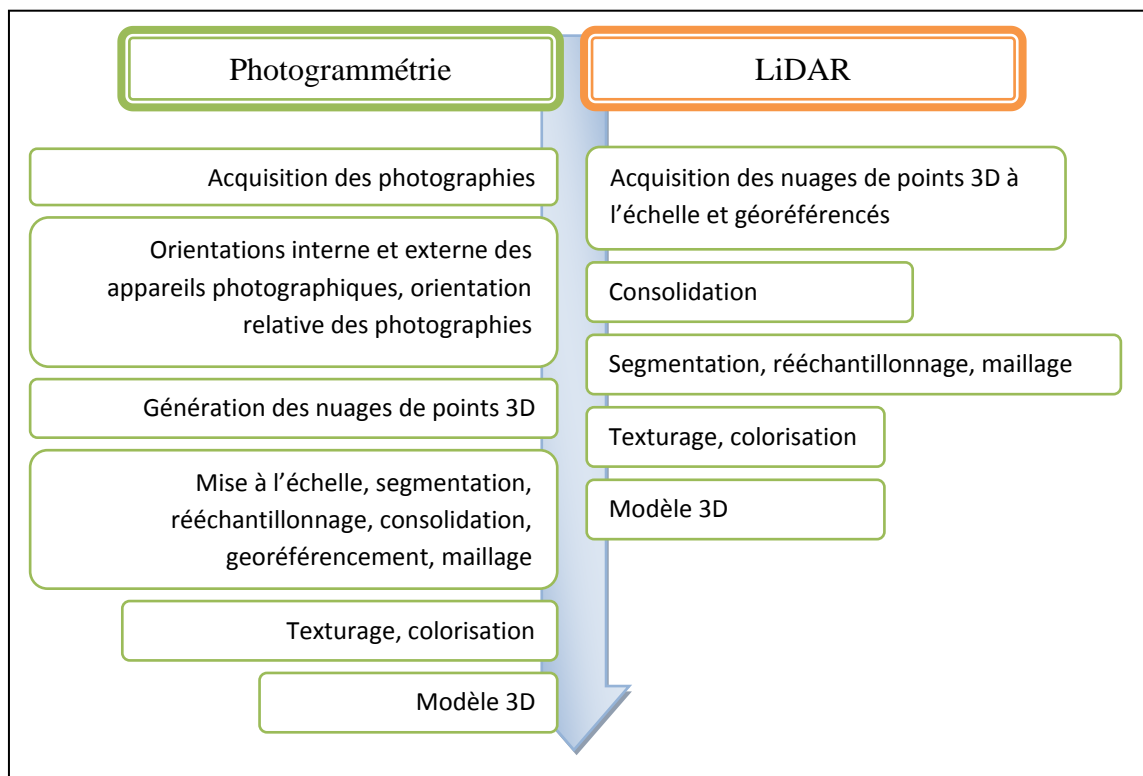 Photogrammétrie
Acquisition des photographies
Orientations interne et externe des
appareils photographiques, orientation
relative des photographies
Génération des nuages de points 3D
Mise à l’échelle, segmentation,
rééchantillonnage, consolidation,
georéférencement, maillage
Texturage, colorisation
Modèle 3D
LiDAR
Acquisition des nuages de points 3D à
l’échelle et géoréférencés
Consolidation
Segmentation, rééchantillonnage, maillage
Texturage, colorisation
Modèle 3D